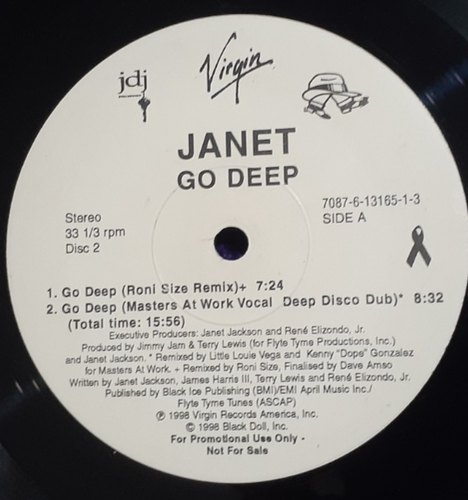 jdj
Virgin
JANET
GO DEEP
Stereo
33 1/3 rpm
Disc 2
7087-6-13165-1-3
SIDE A
1. Go Deep (Roni Size Remix)+ 7:24
2. Go Deep (Masters At Work Vocal Deep Disco Dub)* 8:32
(Total time: 15:56)
Executive Producers: Janet Jackson and René Elizondo, Jr.
Produced by Jimmy Jam & Terry Lewis (for Flyte Tyme Productions, Inc.)
and Janet Jackson. * Remixed by Little Louie Vega and Kenny "Dope" Gonzalez
for Masters At Work. + Remixed by Roni Size, Finalised by Dave Amso
Written by Janet Jackson, James Harris III, Terry Lewis and René Elizondo, Jr.
Published by Black Ice Publishing (BMI)/EMI April Music Inc./
Flyte Tyme Tunes (ASCAP)
℗ 1998 Virgin Records America, Inc.
© 1998 Black Doll, Inc.
For Promotional Use Only -
Not For Sale